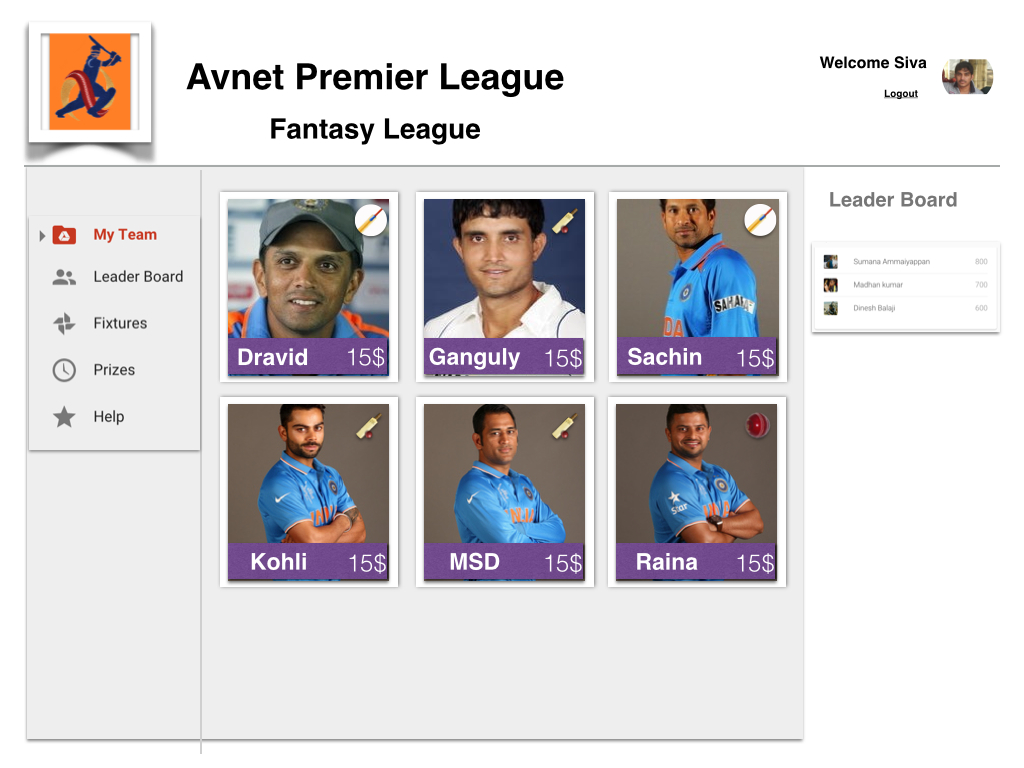 Avnet Premier League
Fantasy League
Welcome Siva
Logout
My Team
Leader Board
Fixtures
Prizes
Help
Dravid 15$
Ganguly 15$
Sachin 15$
SAHARA
Kohli 15$
MSD 15$
Raina 15$
Star
Leader Board
Sumana Ammaiyappan 800
Madhan kumar 700
Dinesh Balaji 600